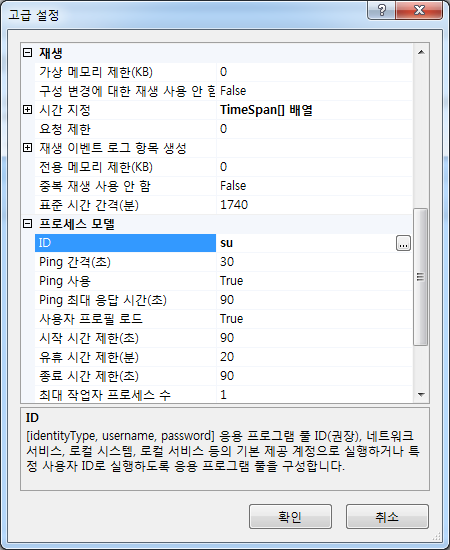 고급 설정
재생
가상 메모리 제한(KB) 0
구성 변경에 대한 재생 사용 안 함 False
시간 지정 TimeSpan[] 배열
요청 제한 0
재생 이벤트 로그 항목 생성
전용 메모리 제한(KB) 0
중복 재생 사용 안 함 False
표준 시간 간격(분) 1740
프로세스 모델
ID su ...
Ping 간격(초) 30
Ping 사용 True
Ping 최대 응답 시간(초) 90
사용자 프로필 로드 True
시작 시간 제한(초) 90
유휴 시간 제한(분) 20
종료 시간 제한(초) 90
최대 작업자 프로세스 수 1
ID
[identityType, username, password] 응용 프로그램 풀 ID(권장), 네트워크
서비스, 로컬 시스템, 로컬 서비스 등의 기본 제공 계정으로 실행하거나 특
정 사용자 ID로 실행하도록 응용 프로그램 풀을 구성합니다.
확인 취소